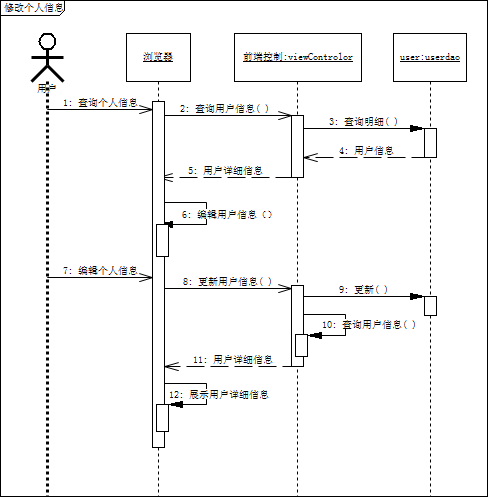 修改个人信息
浏览器
前端控制:viewControlor
user:userdao
用户
1: 查询个人信息
2: 查询用户信息()
3: 查询明细()
4: 用户信息
5: 用户详细信息
6: 编辑用户信息（）
7: 编辑个人信息
8: 更新用户信息()
9: 更新()
10: 查询用户信息()
11: 用户详细信息
12: 展示用户详细信息